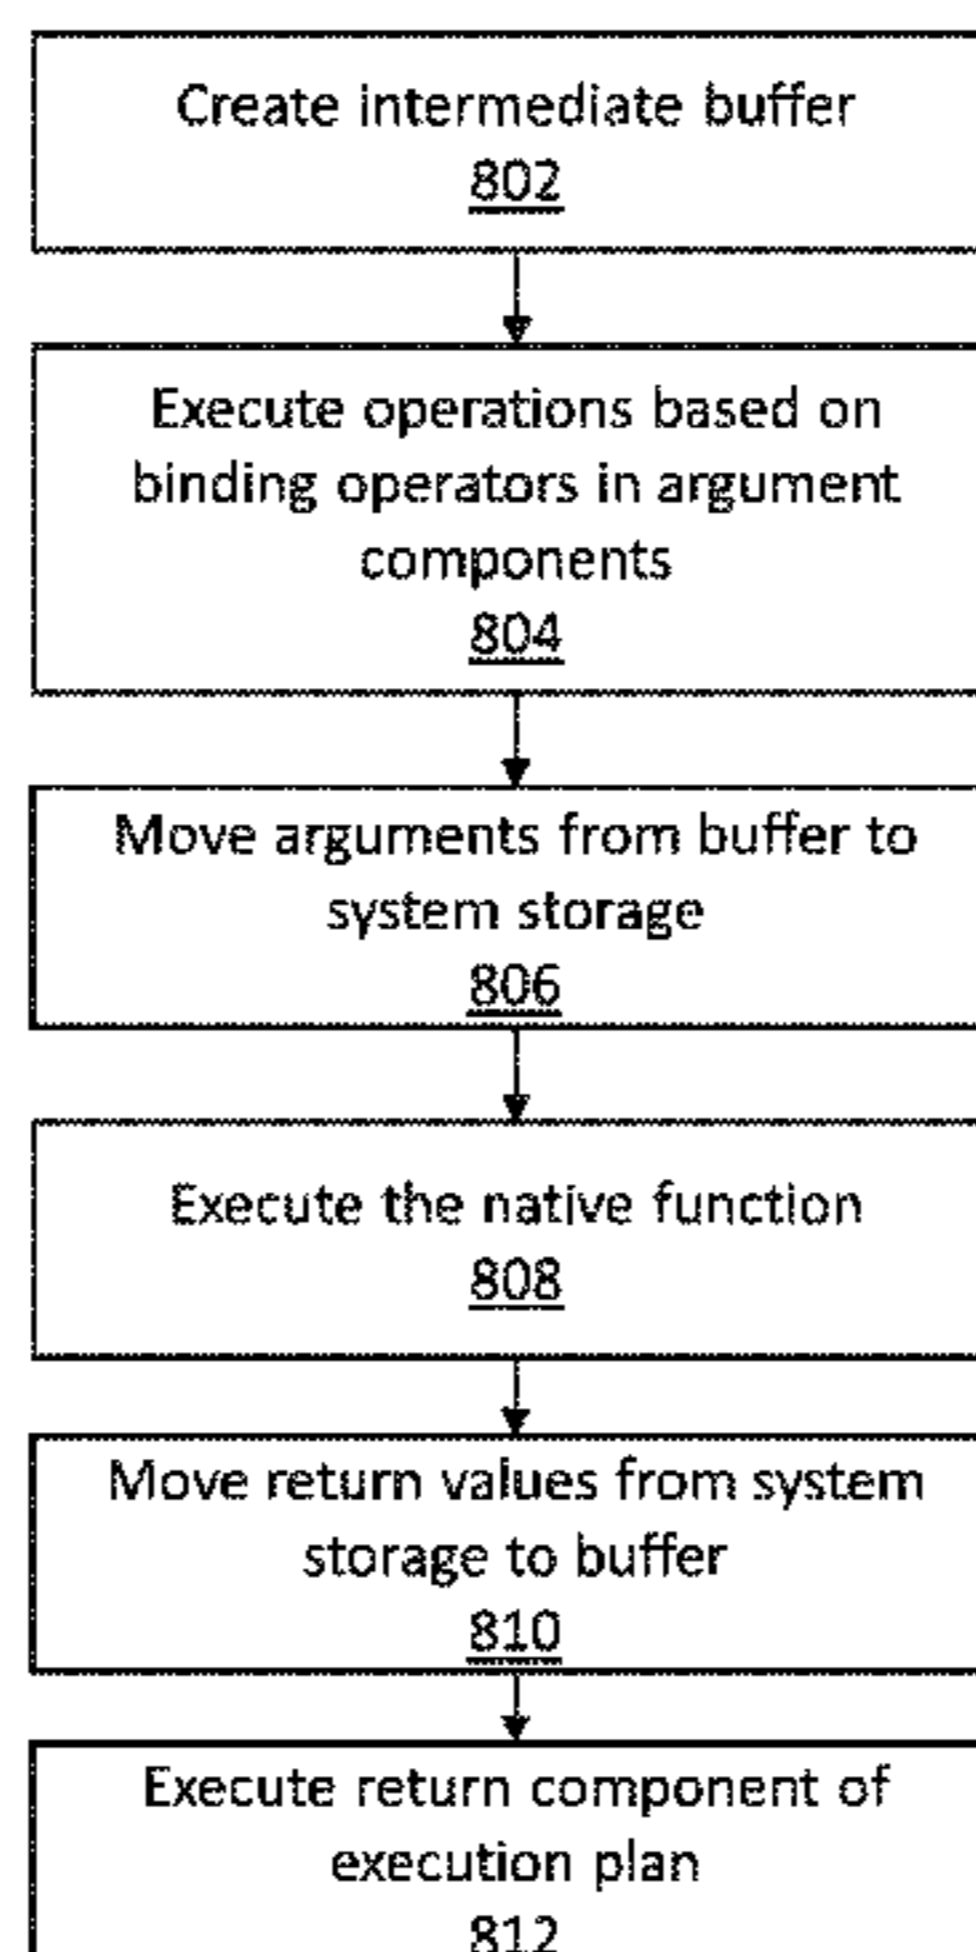 Create intermediate buffer
802
Execute operations based on
binding operators in argument
components
804
Move arguments from buffer to
system storage
806
Execute the native function
808
Move return values from system
storage to buffer
810
Execute return component of
execution plan
812